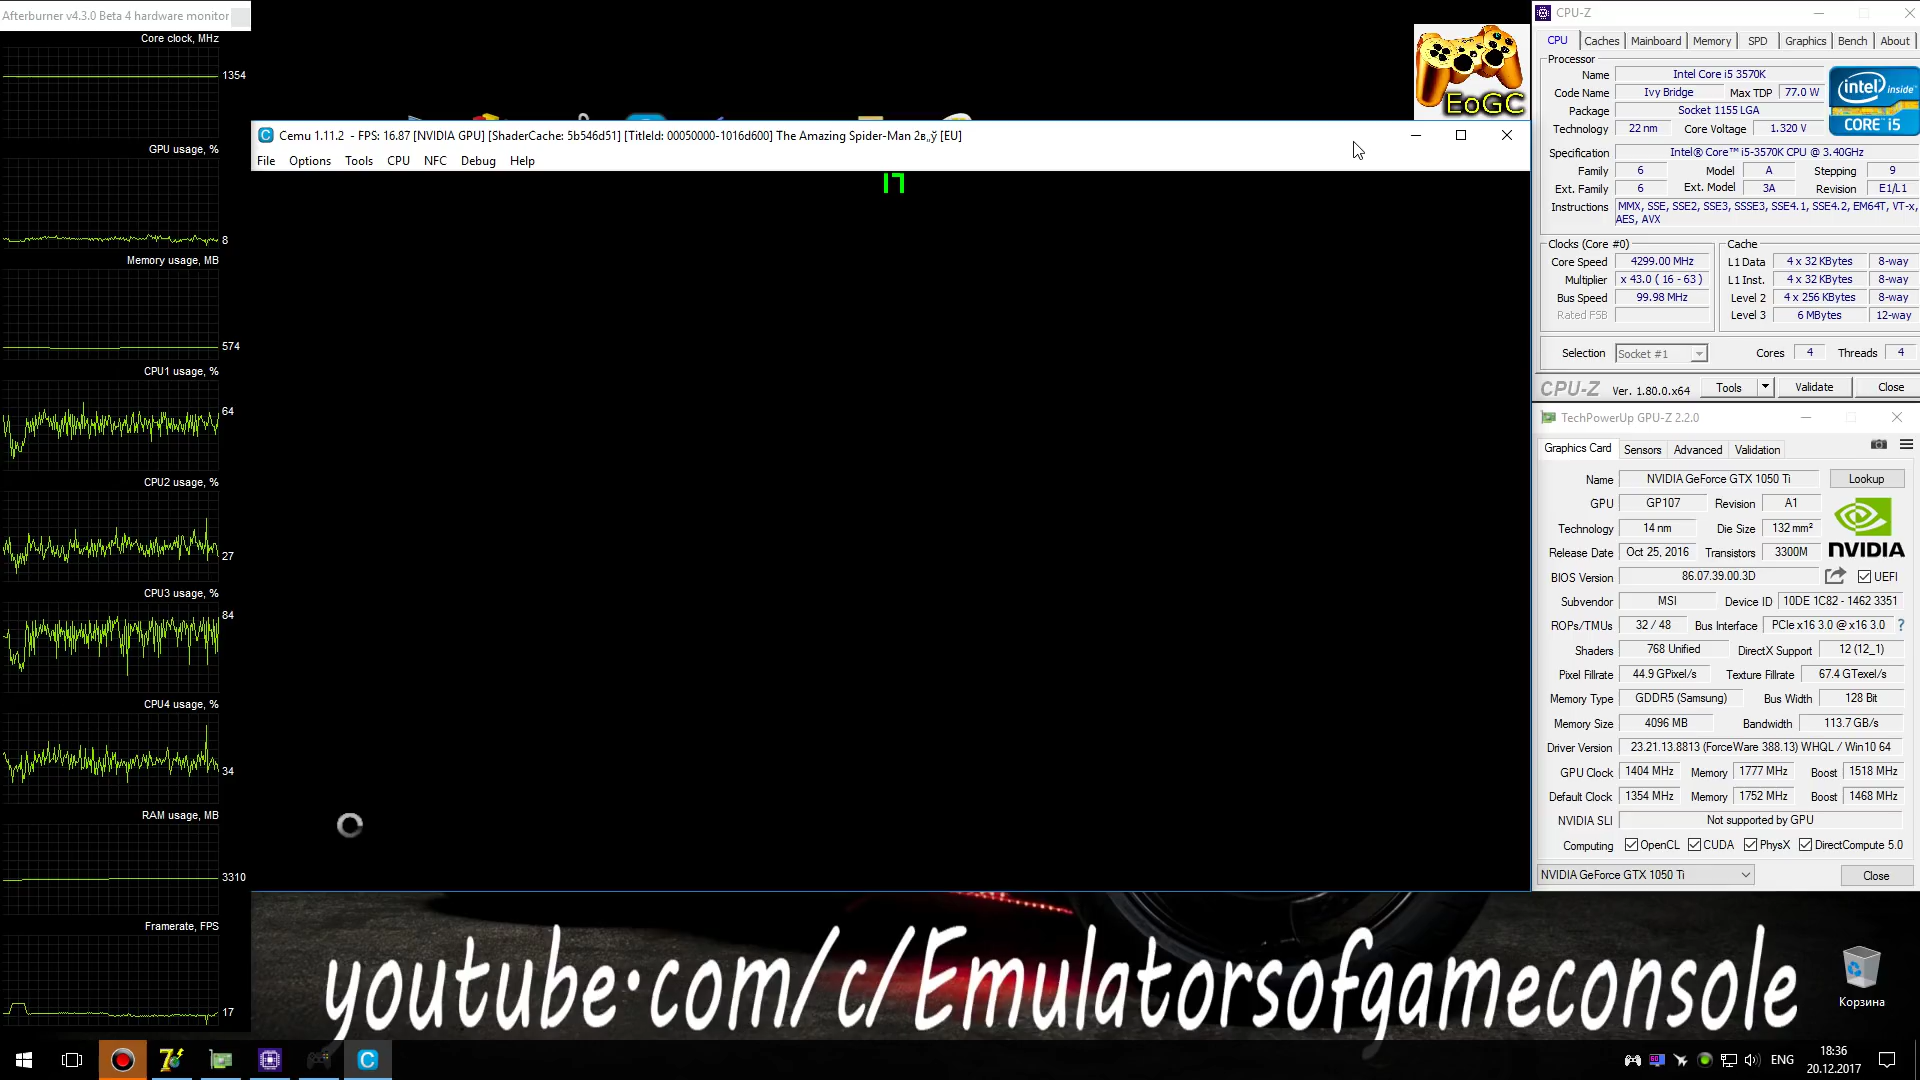 Afterburner v4.3.0 Beta 4 hardware monitor
Core clock, MHz
1354
GPU usage, %
8
Memory usage, MB
574
CPU1 usage, %
64
CPU2 usage, %
27
CPU3 usage, %
84
CPU4 usage, %
34
RAM usage, MB
3310
Framerate, FPS
17
EoGC
Cemu 1.11.2 - FPS: 16.87 [NVIDIA GPU] [ShaderCache: 5b546d51] [TitleId: 00050000-1016d600] The Amazing Spider-Man 2в„ў [EU]
File Options Tools CPU NFC Debug Help
17
CPU-Z
CPU Caches Mainboard Memory SPD Graphics Bench About
Processor
Name Intel Core i5 3570K
Code Name Ivy Bridge Max TDP 77.0 W
Package Socket 1155 LGA
Technology 22 nm Core Voltage 1.320 V
intel inside™
CORE i5
Specification Intel® Core™ i5-3570K CPU @ 3.40GHz
Family 6 Model A Stepping 9
Ext. Family 6 Ext. Model 3A Revision E1/L1
Instructions MMX, SSE, SSE2, SSE3, SSSE3, SSE4.1, SSE4.2, EM64T, VT-x,
AES, AVX
Clocks (Core #0) Cache
Core Speed 4299.00 MHz L1 Data 4 x 32 KBytes 8-way
Multiplier x 43.0 ( 16 - 63 ) L1 Inst. 4 x 32 KBytes 8-way
Bus Speed 99.98 MHz Level 2 4 x 256 KBytes 8-way
Rated FSB Level 3 6 MBytes 12-way
Selection Socket #1 Cores 4 Threads 4
CPU-Z Ver. 1.80.0.x64 Tools Validate Close
TechPowerUp GPU-Z 2.2.0
Graphics Card Sensors Advanced Validation
Name NVIDIA GeForce GTX 1050 Ti Lookup
GPU GP107 Revision A1
Technology 14 nm Die Size 132 mm²
Release Date Oct 25, 2016 Transistors 3300M
NVIDIA
BIOS Version 86.07.39.00.3D UEFI
Subvendor MSI Device ID 10DE 1C82 - 1462 3351
ROPs/TMUs 32 / 48 Bus Interface PCIe x16 3.0 @ x16 3.0 ?
Shaders 768 Unified DirectX Support 12 (12_1)
Pixel Fillrate 44.9 GPixel/s Texture Fillrate 67.4 GTexel/s
Memory Type GDDR5 (Samsung) Bus Width 128 Bit
Memory Size 4096 MB Bandwidth 113.7 GB/s
Driver Version 23.21.13.8813 (ForceWare 388.13) WHQL / Win10 64
GPU Clock 1404 MHz Memory 1777 MHz Boost 1518 MHz
Default Clock 1354 MHz Memory 1752 MHz Boost 1468 MHz
NVIDIA SLI Not supported by GPU
Computing OpenCL CUDA PhysX DirectCompute 5.0
NVIDIA GeForce GTX 1050 Ti Close
youtube.com/c/Emulatorsofgameconsole
Корзина
ENG
18:36
20.12.2017